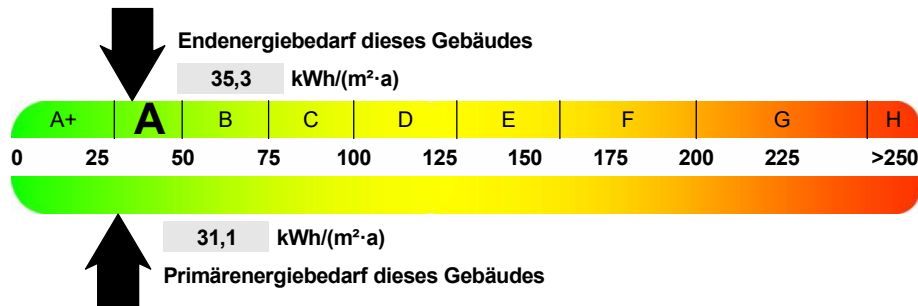 Endenergiebedarf dieses Gebäudes
35,3 kWh/(m²·a)
A+ A B C D E F G H
0 25 50 75 100 125 150 175 200 225 >250
31,1 kWh/(m²·a)
Primärenergiebedarf dieses Gebäudes